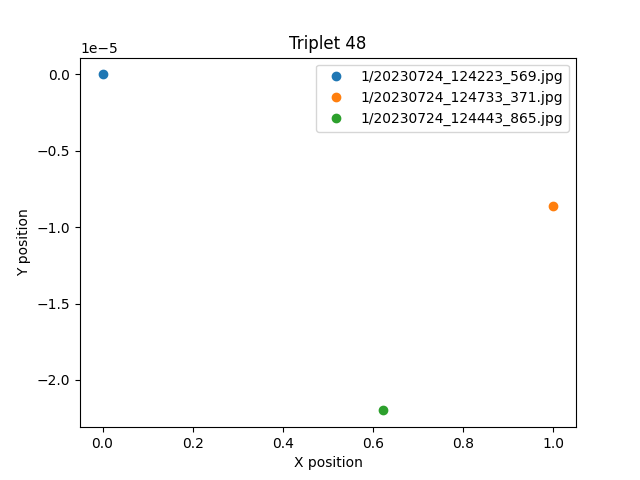 Triplet 48
1e−5
1/20230724_124223_569.jpg
1/20230724_124733_371.jpg
1/20230724_124443_865.jpg
0.0
−0.5
−1.0
−1.5
−2.0
Y position
0.0 0.2 0.4 0.6 0.8 1.0
X position